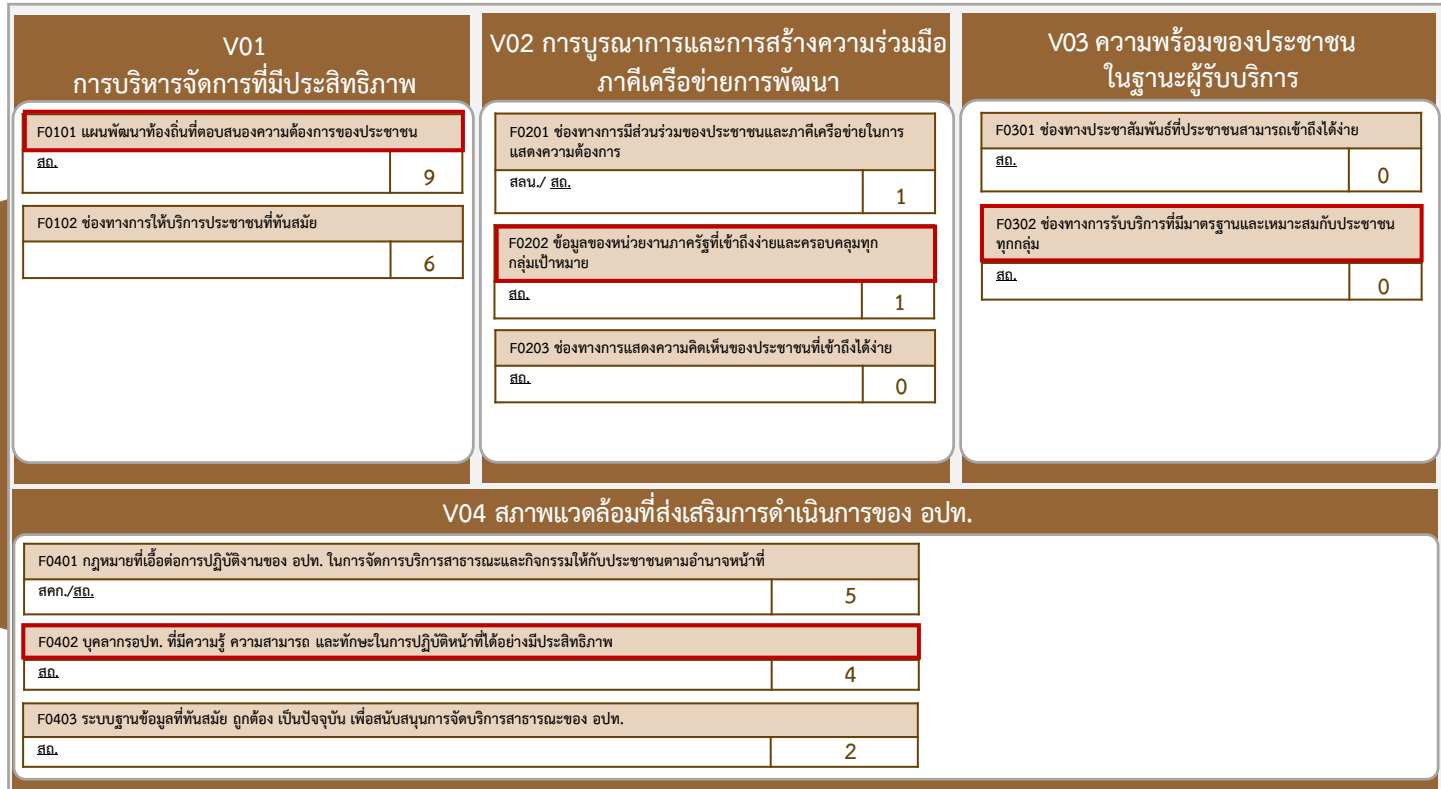 V01
การบริหารจัดการที่มีประสิทธิภาพ
F0101 แผนพัฒนาท้องถิ่นที่ตอบสนองความต้องการของประชาชน
สถ.
9
F0102 ช่องทางการให้บริการประชาชนที่ทันสมัย
6
V02 การบูรณาการและการสร้างความร่วมมือ
ภาคีเครือข่ายการพัฒนา
F0201 ช่องทางการมีส่วนร่วมของประชาชนและภาคีเครือข่ายในการ
แสดงความต้องการ
สลน./ สถ.
1
F0202 ข้อมูลของหน่วยงานภาครัฐที่เข้าถึงง่ายและครอบคลุมทุก
กลุ่มเป้าหมาย
สถ.
1
F0203 ช่องทางการแสดงความคิดเห็นของประชาชนที่เข้าถึงได้ง่าย
สถ.
0
V03 ความพร้อมของประชาชน
ในฐานะผู้รับบริการ
F0301 ช่องทางประชาสัมพันธ์ที่ประชาชนสามารถเข้าถึงได้ง่าย
สถ.
0
F0302 ช่องทางการรับบริการที่มีมาตรฐานและเหมาะสมกับประชาชน
ทุกกลุ่ม
สถ.
0
V04 สภาพแวดล้อมที่ส่งเสริมการดำเนินการของ อปท.
F0401 กฎหมายที่เอื้อต่อการปฏิบัติงานของ อปท. ในการจัดการบริการสาธารณะและกิจกรรมให้กับประชาชนตามอำนาจหน้าที่
สคก./สถ.
5
F0402 บุคลากรอปท. ที่มีความรู้ ความสามารถ และทักษะในการปฏิบัติหน้าที่ได้อย่างมีประสิทธิภาพ
สถ.
4
F0403 ระบบฐานข้อมูลที่ทันสมัย ถูกต้อง เป็นปัจจุบัน เพื่อสนับสนุนการจัดบริการสาธารณะของ อปท.
สถ.
2